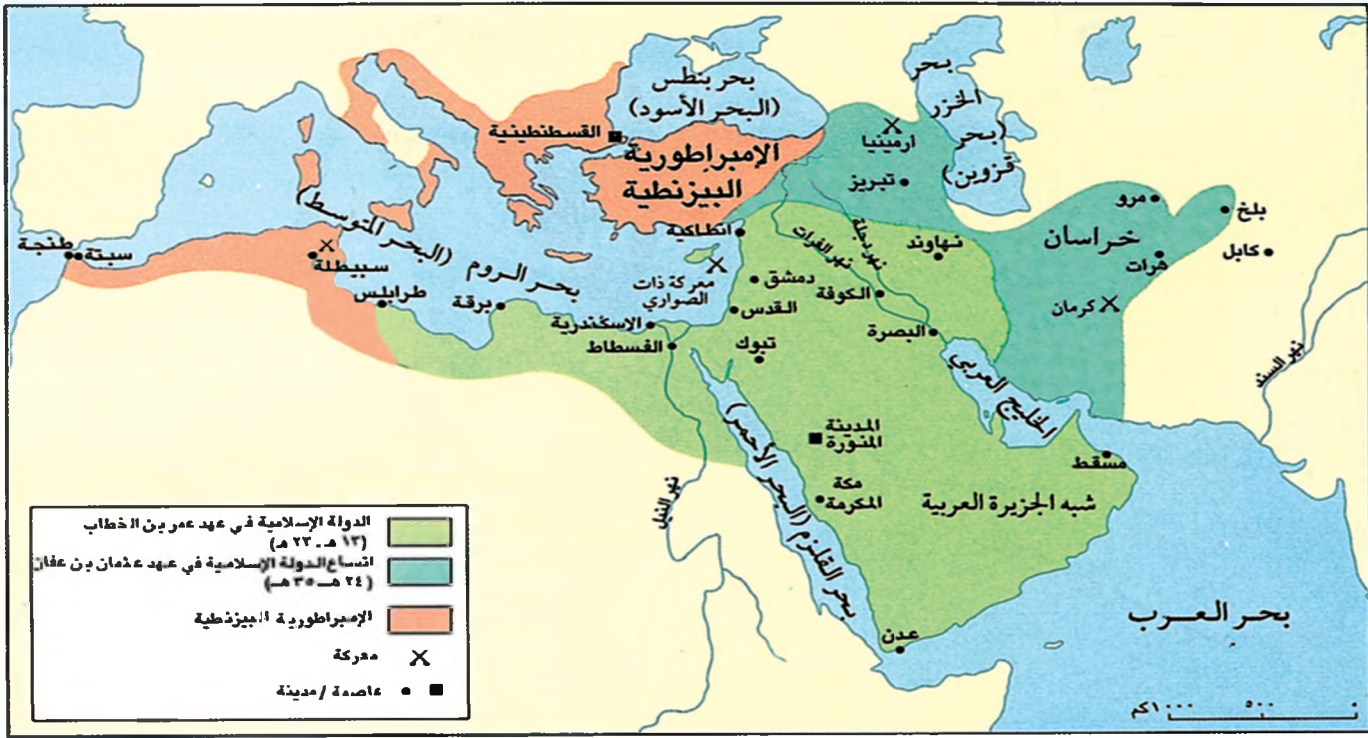 بحر بنطس
(البحر الأسود)
بحر
الخزر
(بحر
قزوين)
القسطنطينية
الإمبراطورية
البيزنطية
ارمينيا
تبريز
مرو
بلخ
خراسان
هرات
كابل
كرمان
نهر السند
انطاكية
نهر الفرات
نهر دجلة
نهاوند
طنجة
سبتة
سبيطلة
بحر الروم (البحر المتوسط)
طرابلس
برقة
معركة ذات
الصواري
دمشق
الكوفة
القدس
البصرة
الاسكندرية
الفسطاط
تبوك
الخليج العربي
المدينة
المنورة
مسقط
مكة
المكرمة
شبه الجزيرة العربية
نهر النيل
بحر القلزم (البحر الأحمر)
عدن
بحر العرب
الدولة الإسلامية في عهد عمر بن الخطاب
(١٣ هـ - ٢٣ هـ)
اتساع الدولة الإسلامية في عهد عثمان بن عفان
(٢٤ هـ - ٣٥ هـ)
الإمبراطورية البيزنطية
معركة
عاصمة / مدينة
٠ ٥٠٠ ١٠٠٠ كم